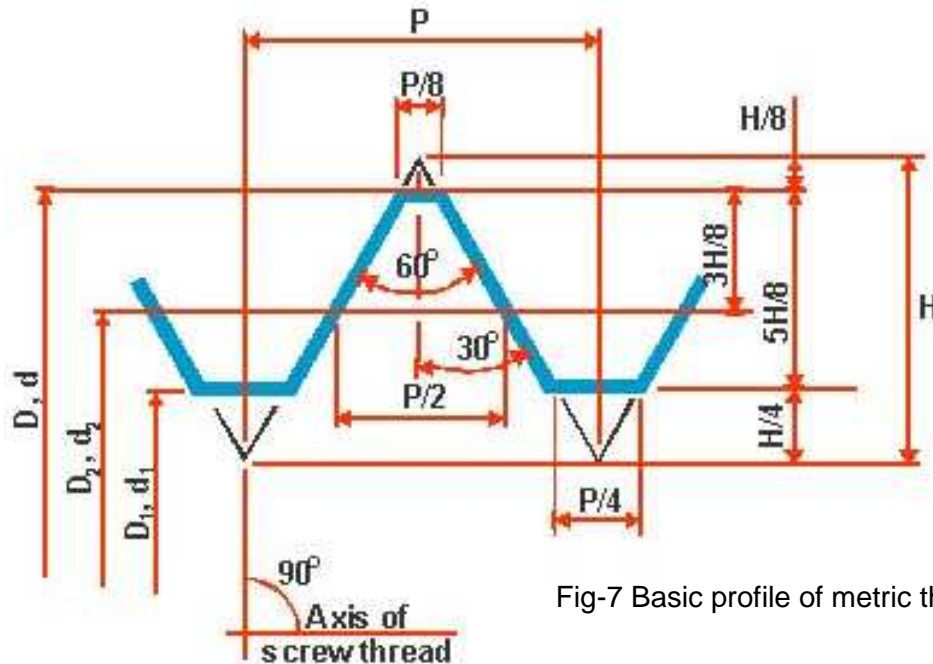 P
P/8
H/8
60°
3H/8
5H/8
H
30°
P/2
H/4
D, d
D₂, d₂
D₁, d₁
P/4
90°
Axis of
screw thread
Fig-7 Basic profile of metric th